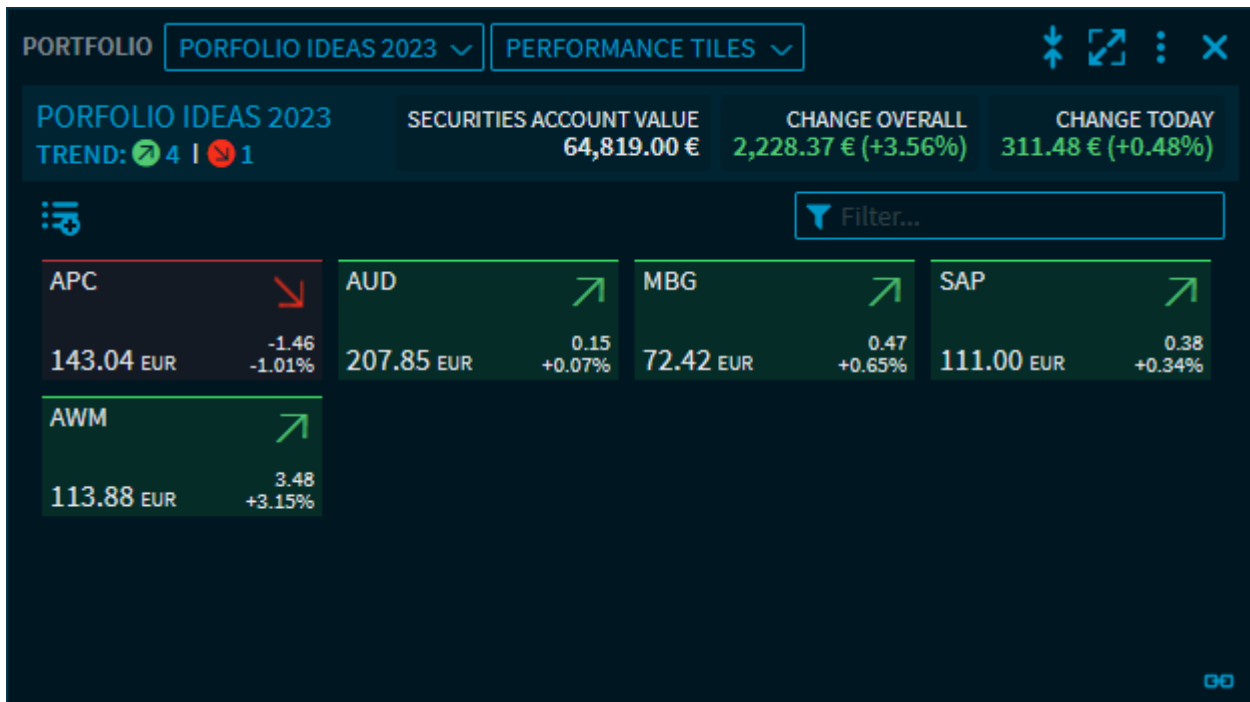 PORTFOLIO PORFOLIO IDEAS 2023 PERFORMANCE TILES
PORFOLIO IDEAS 2023
TREND: 4 | 1
SECURITIES ACCOUNT VALUE
64,819.00 €
CHANGE OVERALL
2,228.37 € (+3.56%)
CHANGE TODAY
311.48 € (+0.48%)
Filter...
APC
-1.46
143.04 EUR -1.01%
AUD
0.15
207.85 EUR +0.07%
MBG
0.47
72.42 EUR +0.65%
SAP
0.38
111.00 EUR +0.34%
AWM
3.48
113.88 EUR +3.15%